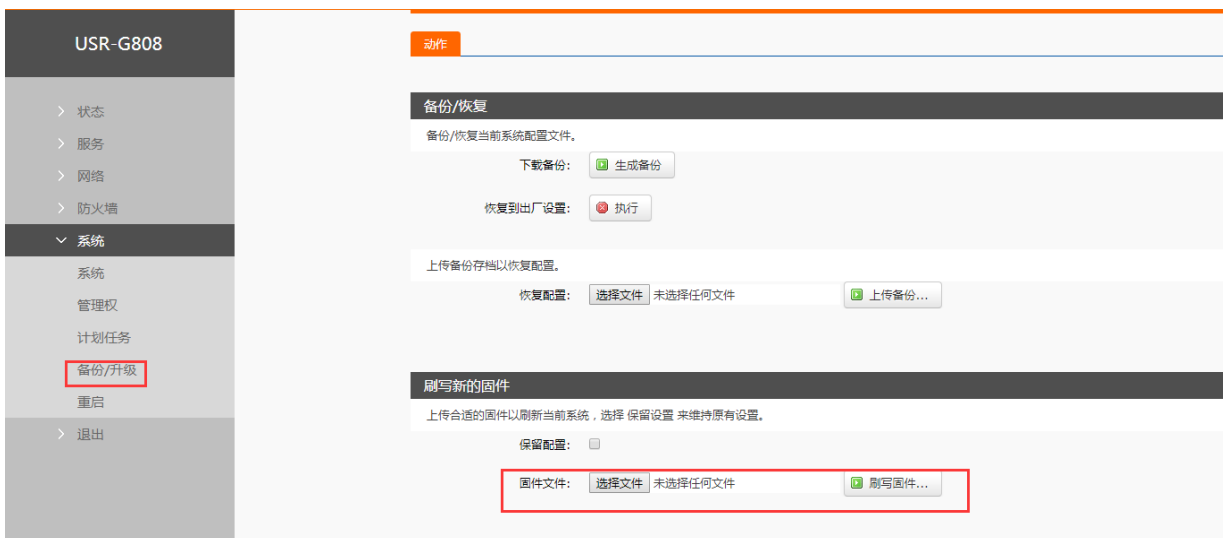 USR-G808
状态
服务
网络
防火墙
系统
系统
管理权
计划任务
备份/升级
重启
退出
动作
备份/恢复
备份/恢复当前系统配置文件。
下载备份: 生成备份
恢复到出厂设置: 执行
上传备份存档以恢复配置。
恢复配置: 选择文件 未选择任何文件 上传备份...
刷写新的固件
上传合适的固件以刷新当前系统，选择 保留设置 来维持原有设置。
保留配置:
固件文件: 选择文件 未选择任何文件 刷写固件...